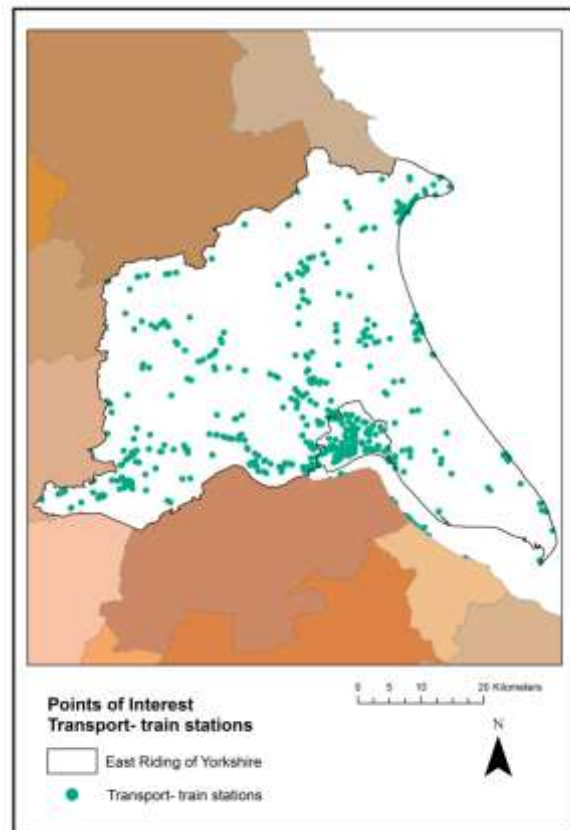 Points of Interest
Transport- train stations
0 5 10 20 Kilometers
N
East Riding of Yorkshire
Transport- train stations